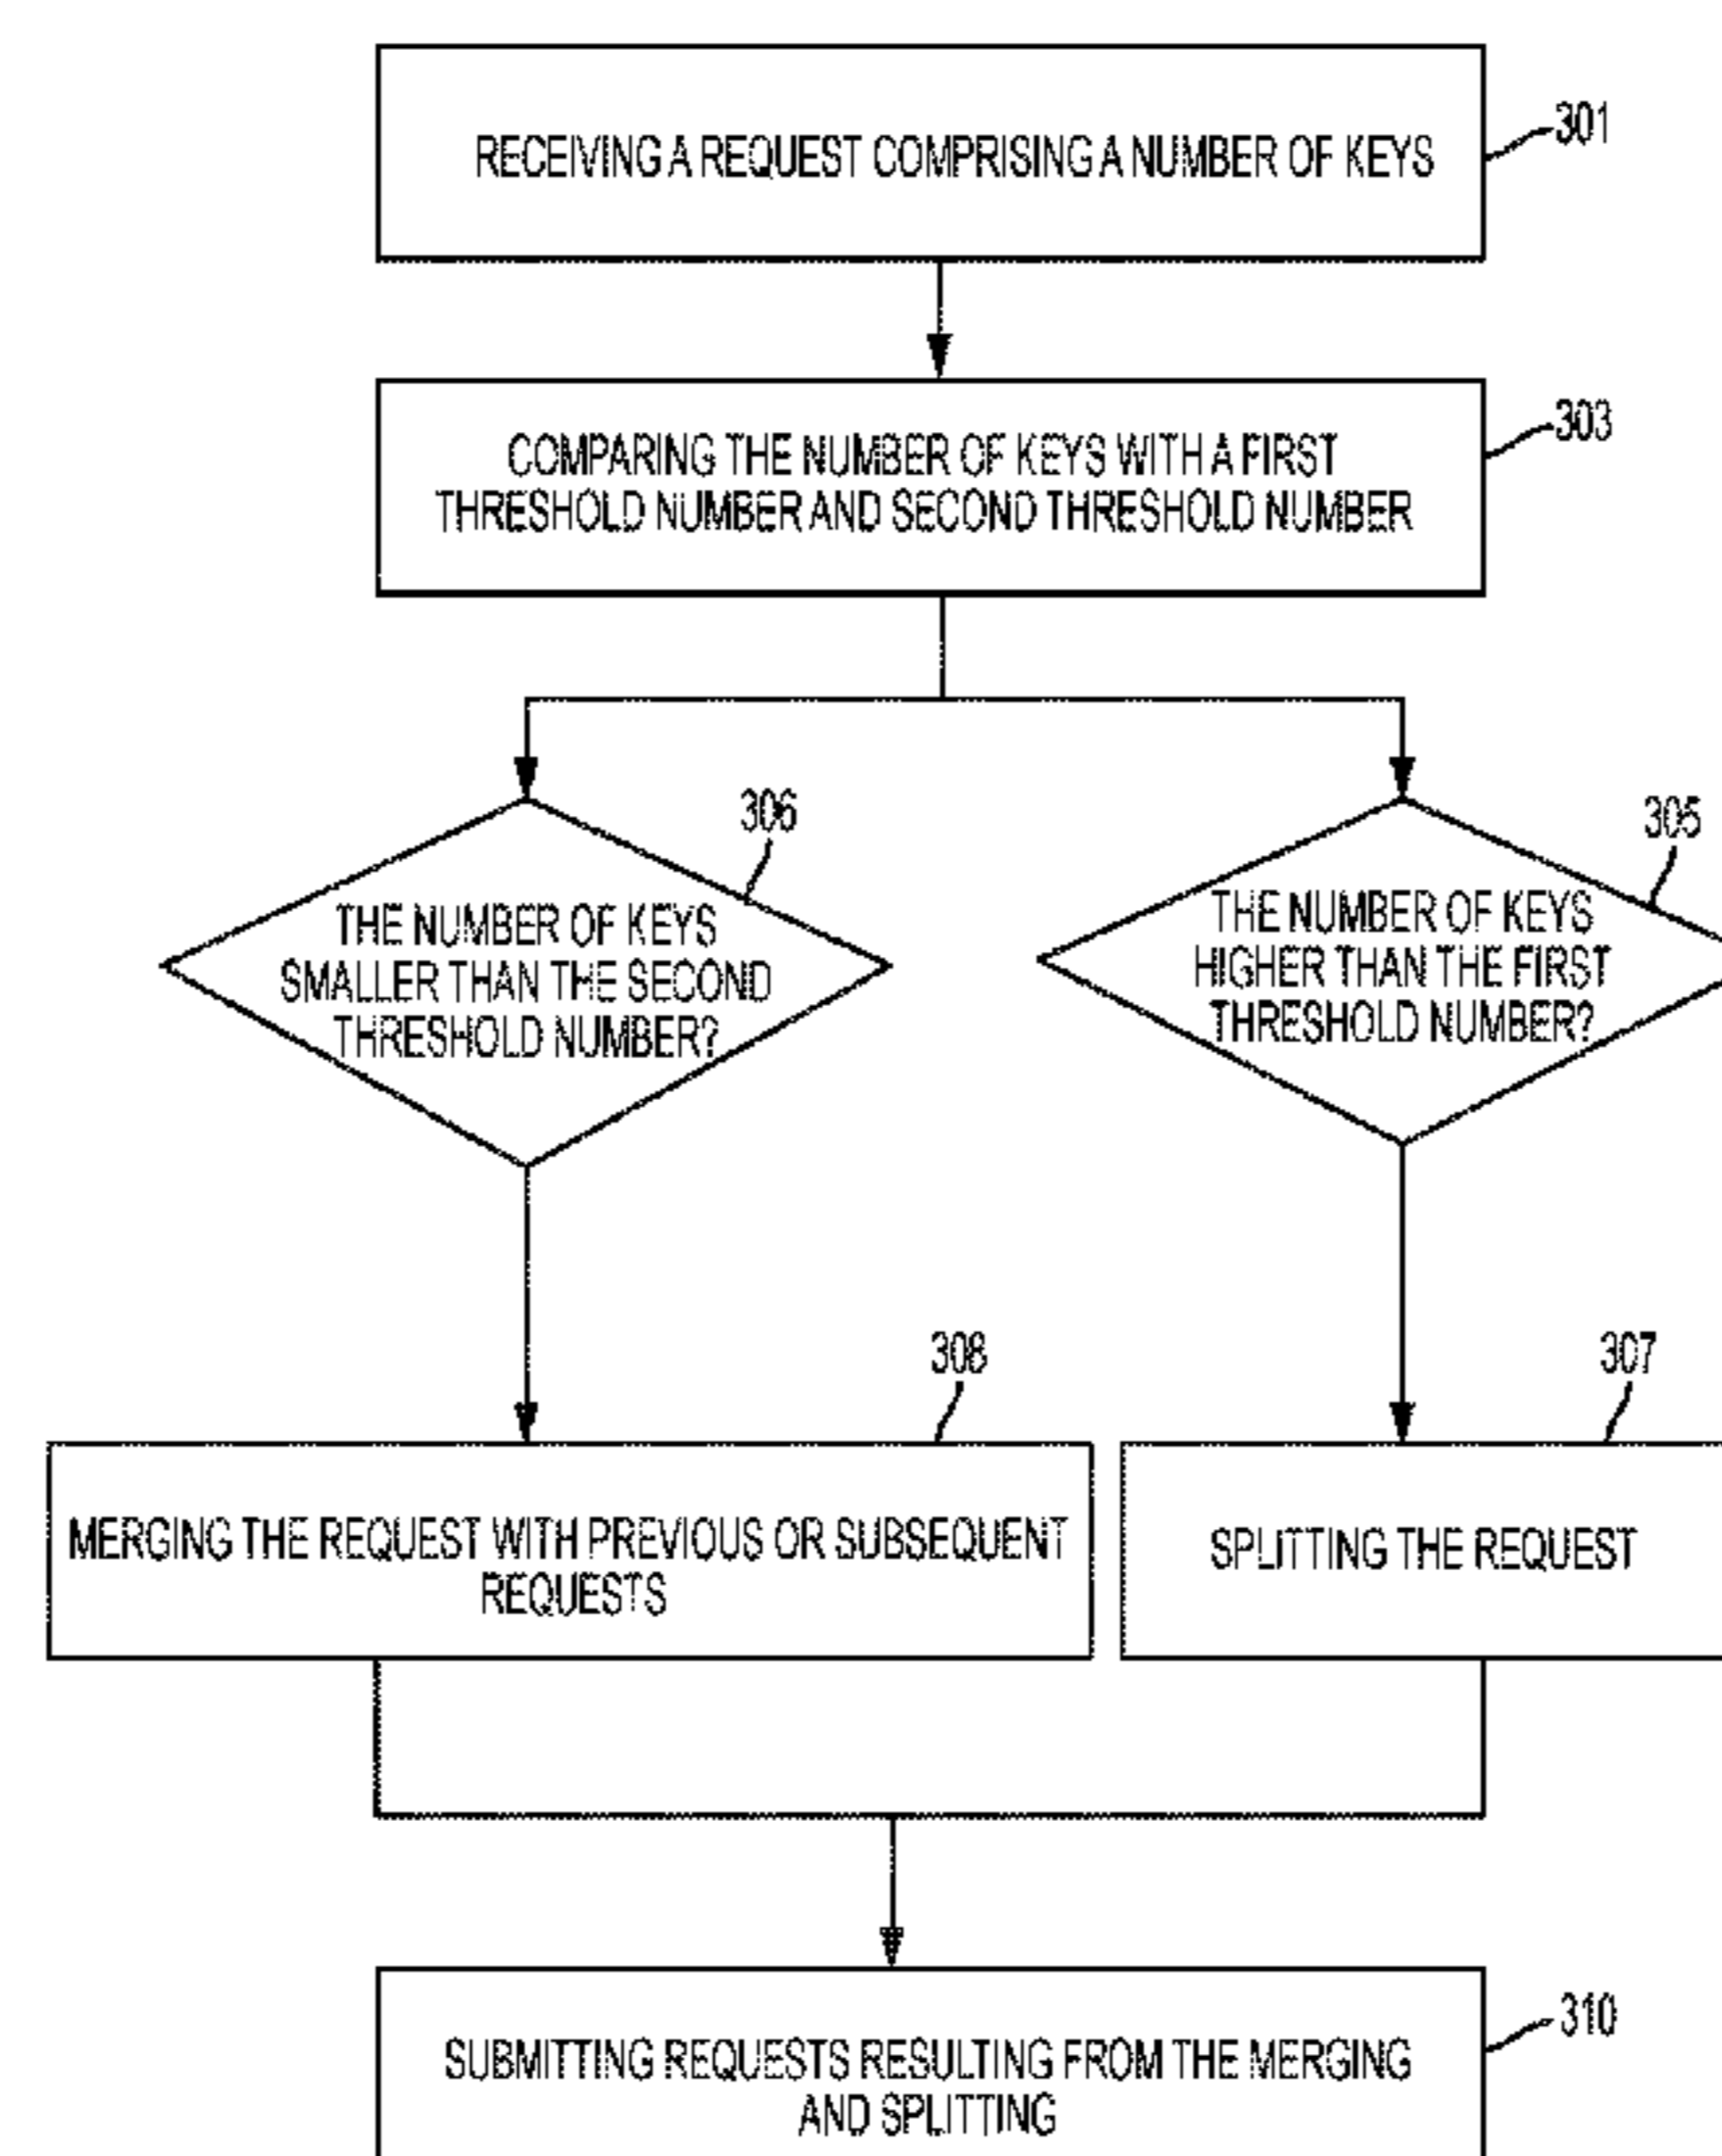 RECEIVING A REQUEST COMPRISING A NUMBER OF KEYS
301
COMPARING THE NUMBER OF KEYS WITH A FIRST
THRESHOLD NUMBER AND SECOND THRESHOLD NUMBER
303
306
THE NUMBER OF KEYS
SMALLER THAN THE SECOND
THRESHOLD NUMBER?
305
THE NUMBER OF KEYS
HIGHER THAN THE FIRST
THRESHOLD NUMBER?
308
MERGING THE REQUEST WITH PREVIOUS OR SUBSEQUENT
REQUESTS
307
SPLITTING THE REQUEST
SUBMITTING REQUESTS RESULTING FROM THE MERGING
AND SPLITTING
310